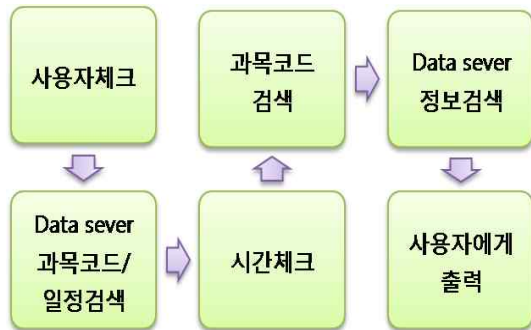 사용자체크
Data sever
과목코드/
일정검색
시간체크
과목코드
검색
Data sever
정보검색
사용자에게
출력